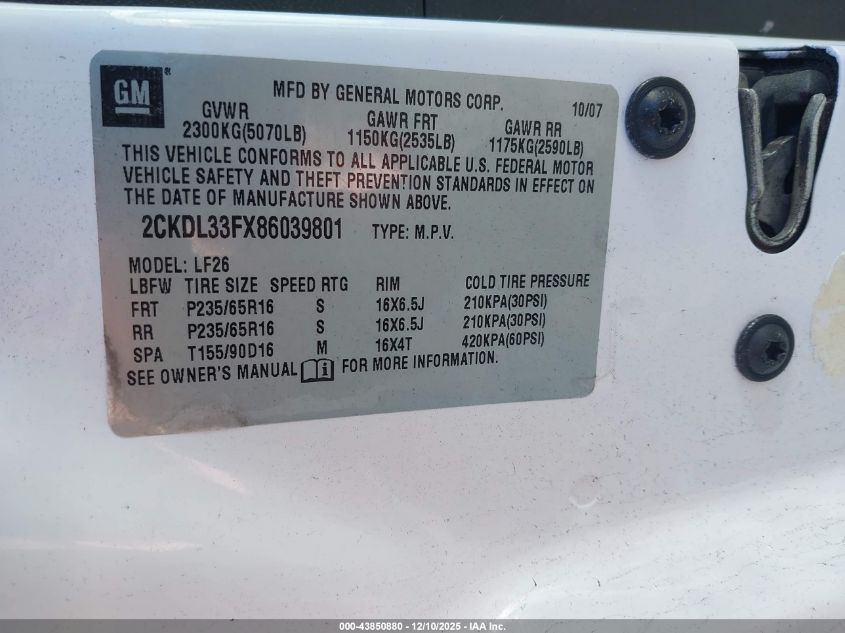 GM®
MFD BY GENERAL MOTORS CORP. 10/07
GVWR GAWR FRT GAWR RR
2300KG(5070LB) 1150KG(2535LB) 1175KG(2590LB)
THIS VEHICLE CONFORMS TO ALL APPLICABLE U.S. FEDERAL MOTOR
VEHICLE SAFETY AND THEFT PREVENTION STANDARDS IN EFFECT ON
THE DATE OF MANUFACTURE SHOWN ABOVE.
2CKDL33FX86039801 TYPE: M.P.V.
MODEL: LF26
LBFW TIRE SIZE SPEED RTG RIM COLD TIRE PRESSURE
FRT P235/65R16 S 16X6.5J 210KPA(30PSI)
RR P235/65R16 S 16X6.5J 210KPA(30PSI)
SPA T155/90D16 M 16X4T 420KPA(60PSI)
SEE OWNER'S MANUAL i FOR MORE INFORMATION.
000-43850880 - 12/10/2025 - IAA Inc.